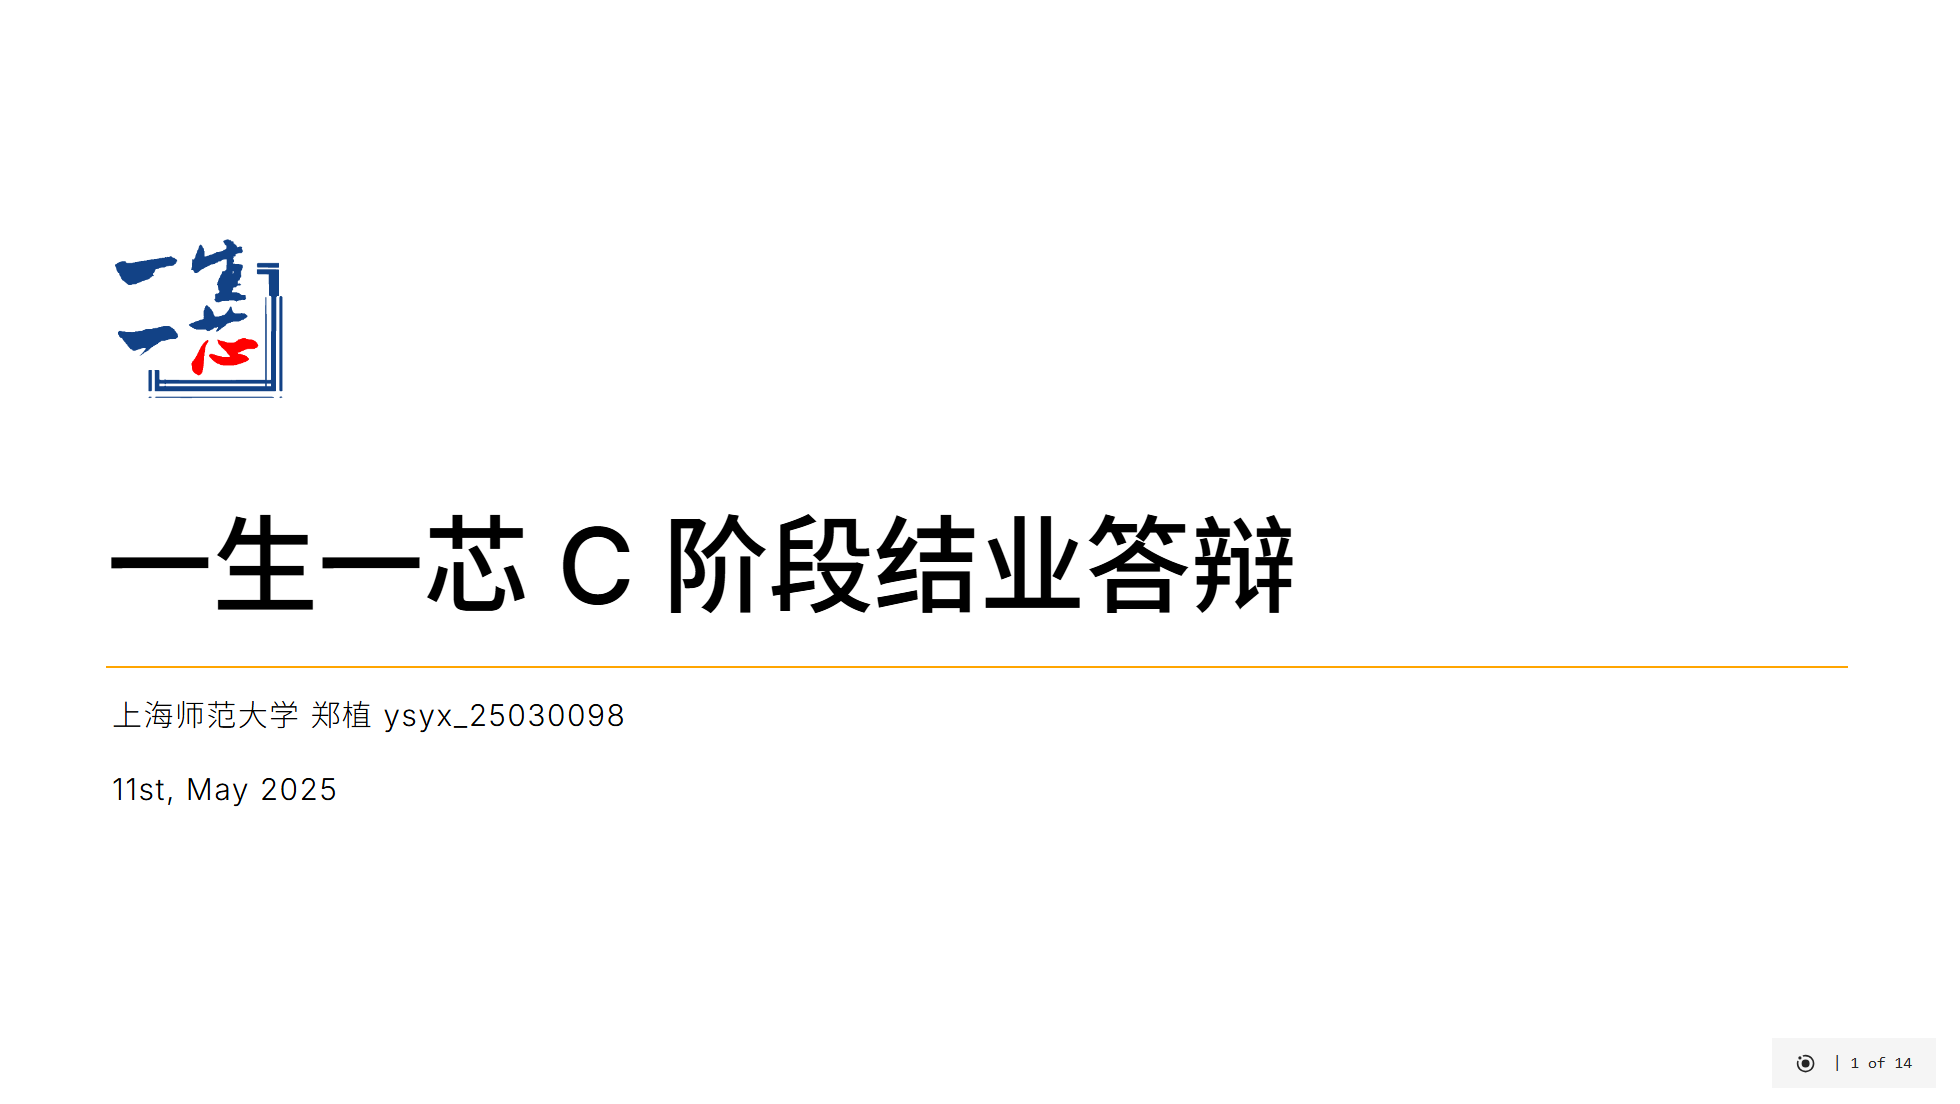 一生
一芯
一生一芯 C 阶段结业答辩
上海师范大学 郑植 ysyx_25030098
11st, May 2025
| 1 of 14